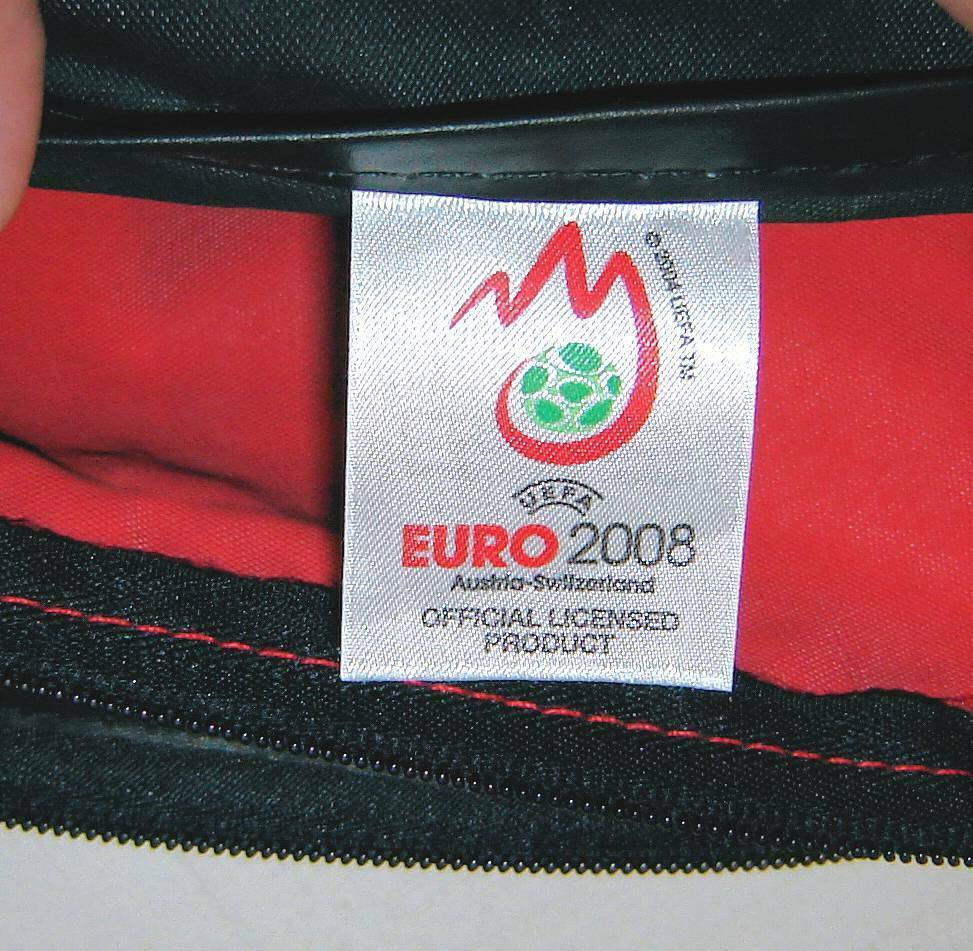 © 2004 UEFA TM
UEFA
EURO 2008
Austria-Switzerland
OFFICIAL LICENSED
PRODUCT